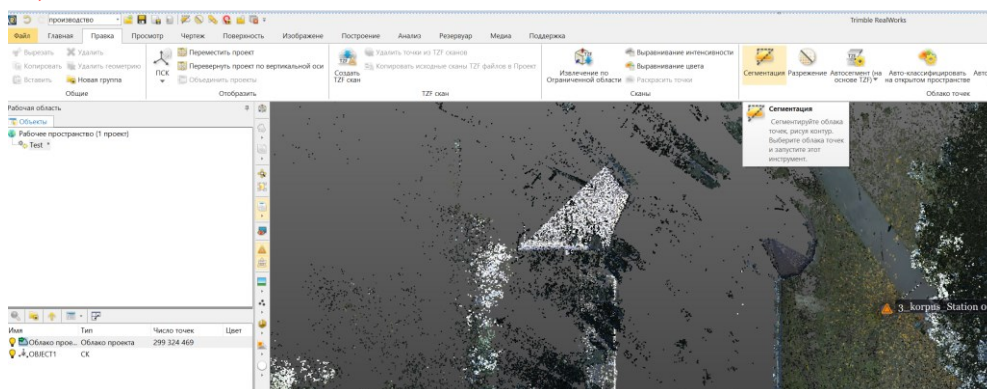 производство
Trimble RealWorks
Файл Главная Правка Просмотр Чертеж Поверхность Изображение Построение Анализ Резервуар Медиа Поддержка
Вырезать Удалить
Копировать Удалить геометрию
Вставить Новая группа
Общие
ПСК
Переместить проект
Перевернуть проект по вертикальной оси
Объединить проекты
Отобразить
Создать
TZF скан
Удалить точки из TZF сканов
Копировать исходные сканы TZF файлов в Проект
TZF скан
Извлечение по
Ограниченной области
Выравнивание интенсивности
Выравнивание цвета
Раскрасить точки
Сканы
Сегментация Разрежение Автосегмент (на
основе TZF) Авто-классифицировать
на открытом пространстве
Облако точек
Сегментация
Сегментируйте облака
точек, рисуя контур.
Выберите облака точек
и запустите этот
инструмент.
Рабочая область
Объекты
Рабочее пространство (1 проект)
Test *
3_korpus_Station 0
Имя Тип Число точек Цвет
Облако прое... Облако проекта 299 324 469
OBJECT1 СК